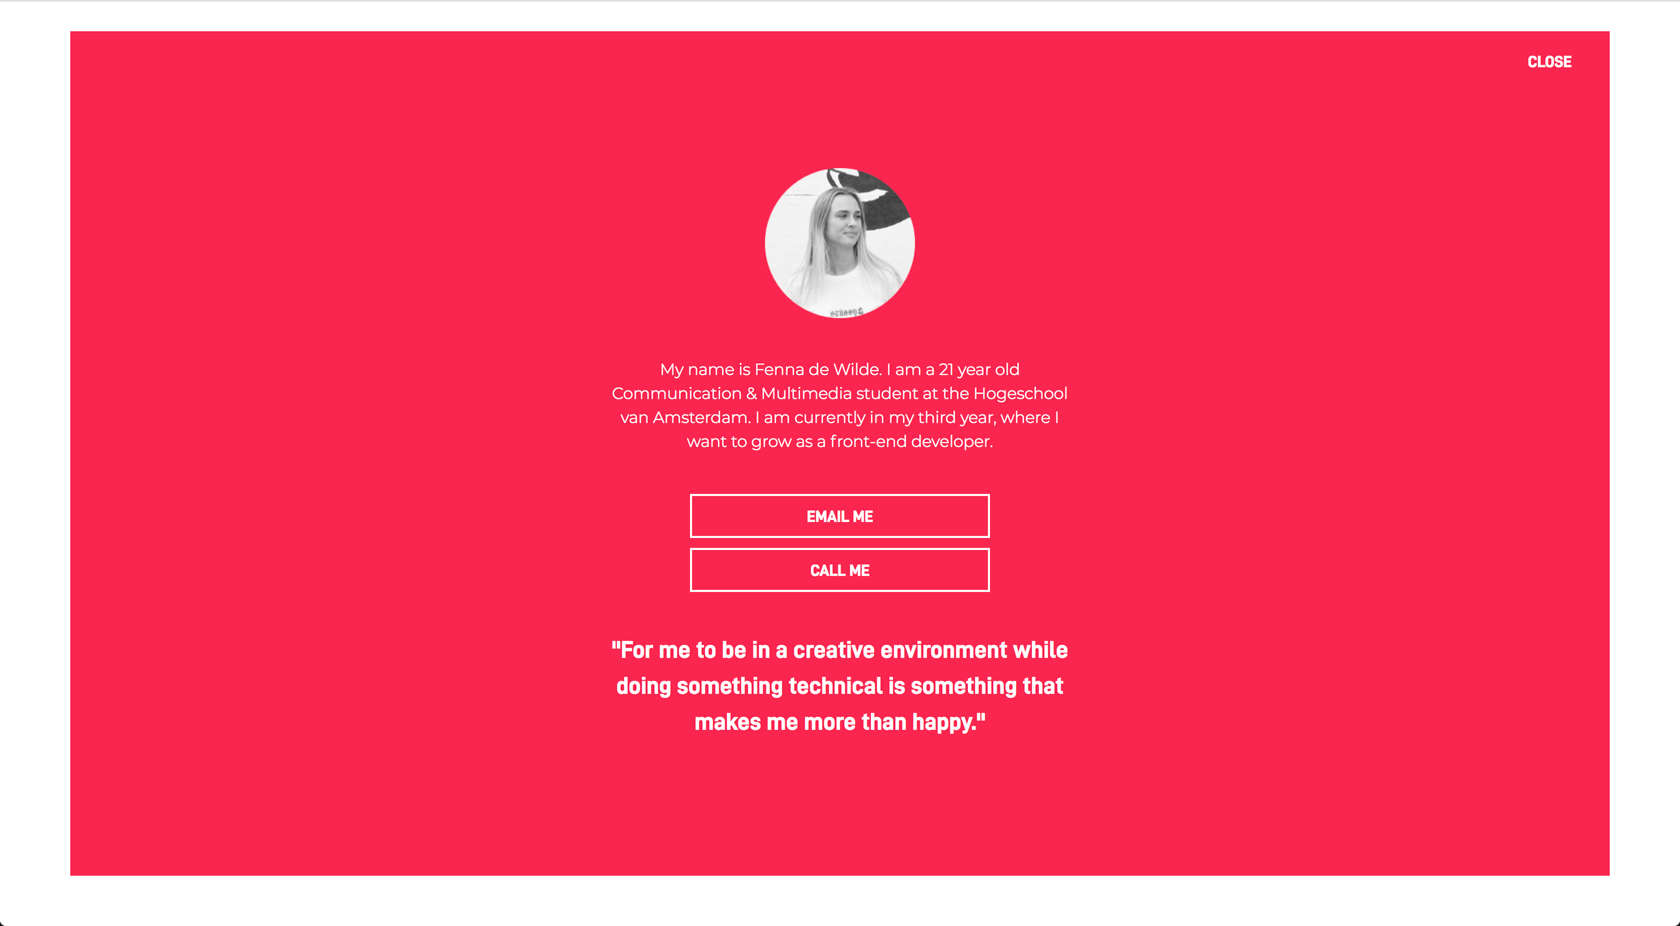 CLOSE
My name is Fenna de Wilde. I am a 21 year old
Communication & Multimedia student at the Hogeschool
van Amsterdam. I am currently in my third year, where I
want to grow as a front-end developer.
EMAIL ME
CALL ME
"For me to be in a creative environment while
doing something technical is something that
makes me more than happy."